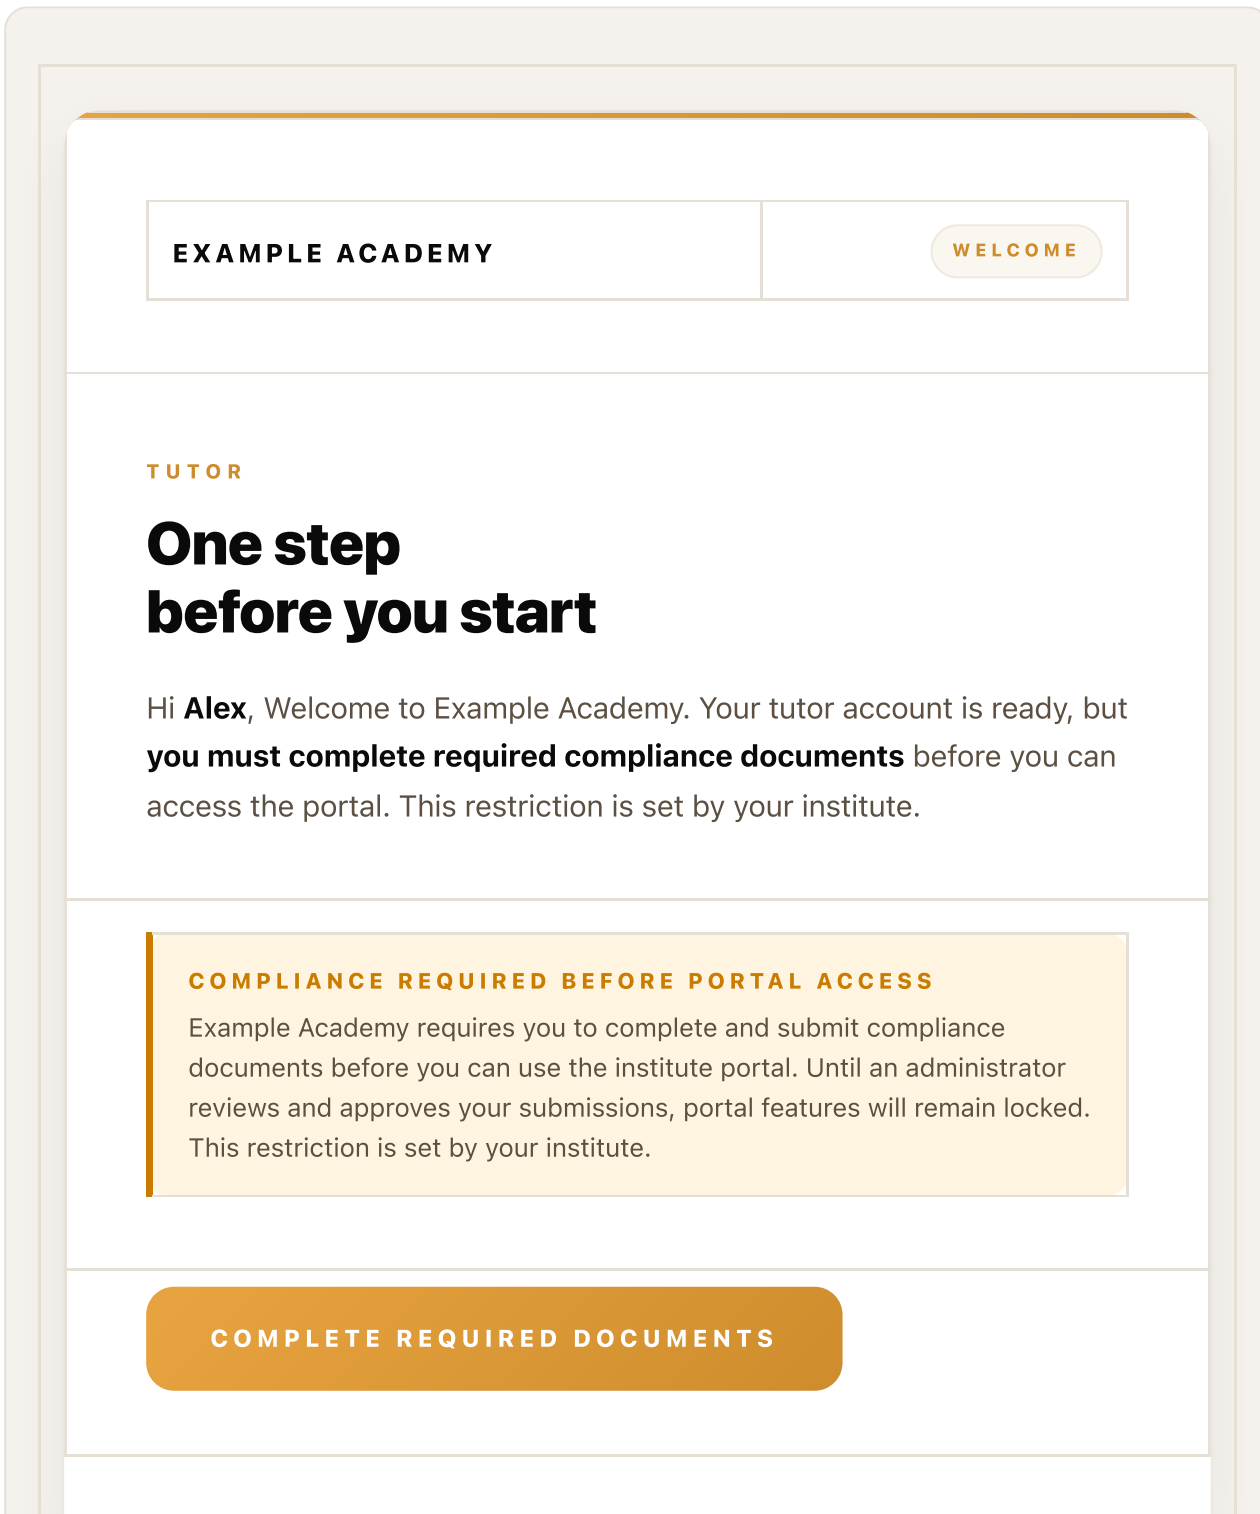 EXAMPLE ACADEMY
WELCOME
TUTOR
One step
before you start
Hi Alex, Welcome to Example Academy. Your tutor account is ready, but
you must complete required compliance documents before you can
access the portal. This restriction is set by your institute.
COMPLIANCE REQUIRED BEFORE PORTAL ACCESS
Example Academy requires you to complete and submit compliance
documents before you can use the institute portal. Until an administrator
reviews and approves your submissions, portal features will remain locked.
This restriction is set by your institute.
COMPLETE REQUIRED DOCUMENTS